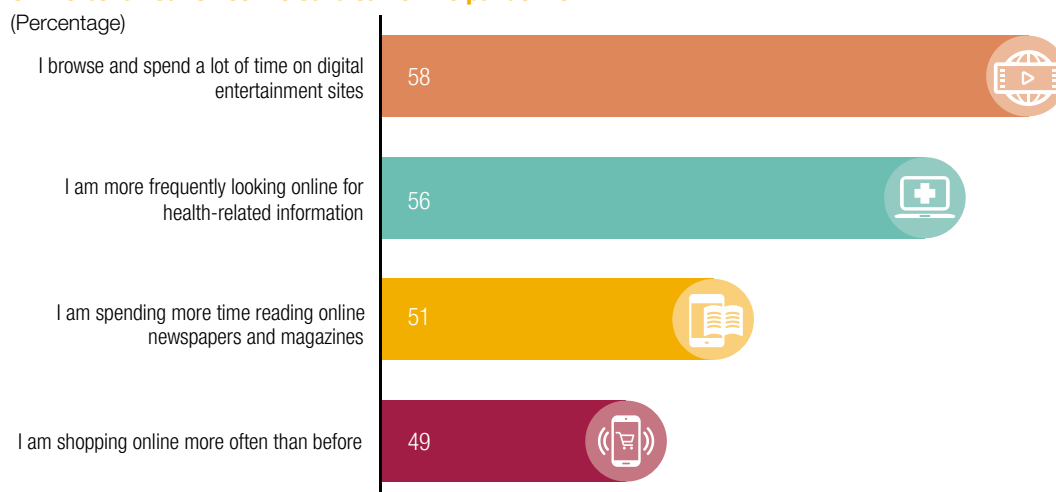 (Percentage)
I browse and spend a lot of time on digital
entertainment sites
58
I am more frequently looking online for
health-related information
56
I am spending more time reading online
newspapers and magazines
51
I am shopping online more often than before
49